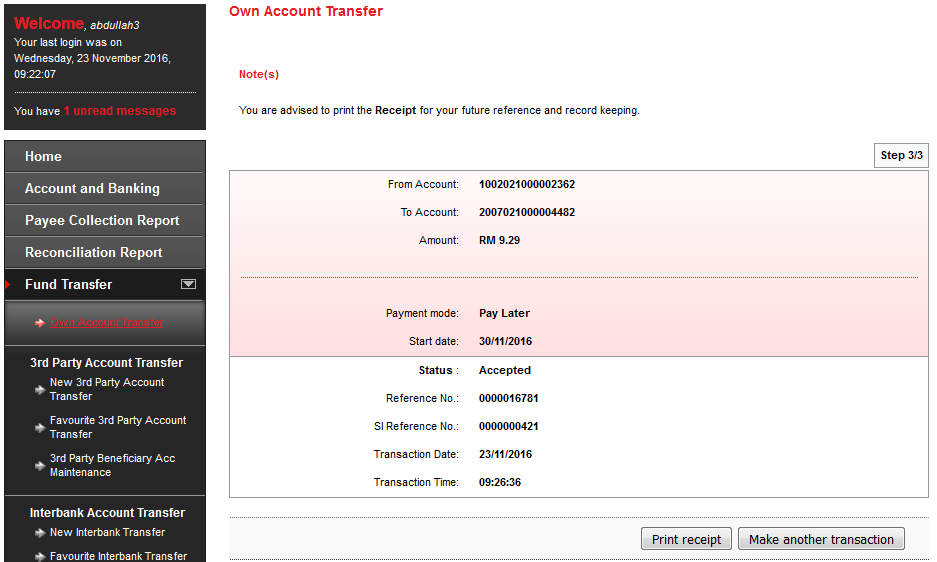 Welcome, abdullah3
Your last login was on
Wednesday, 23 November 2016,
09:22:07
You have 1 unread messages
Home
Account and Banking
Payee Collection Report
Reconciliation Report
Fund Transfer
Own Account Transfer
3rd Party Account Transfer
New 3rd Party Account
Transfer
Favourite 3rd Party Account
Transfer
3rd Party Beneficiary Acc
Maintenance
Interbank Account Transfer
New Interbank Transfer
Favourite Interbank Transfer
Own Account Transfer
Note(s)
You are advised to print the Receipt for your future reference and record keeping.
Step 3/3
From Account: 1002021000002362
To Account: 2007021000004482
Amount: RM 9.29
Payment mode: Pay Later
Start date: 30/11/2016
Status : Accepted
Reference No.: 0000016781
SI Reference No.: 0000000421
Transaction Date: 23/11/2016
Transaction Time: 09:26:36
Print receipt Make another transaction